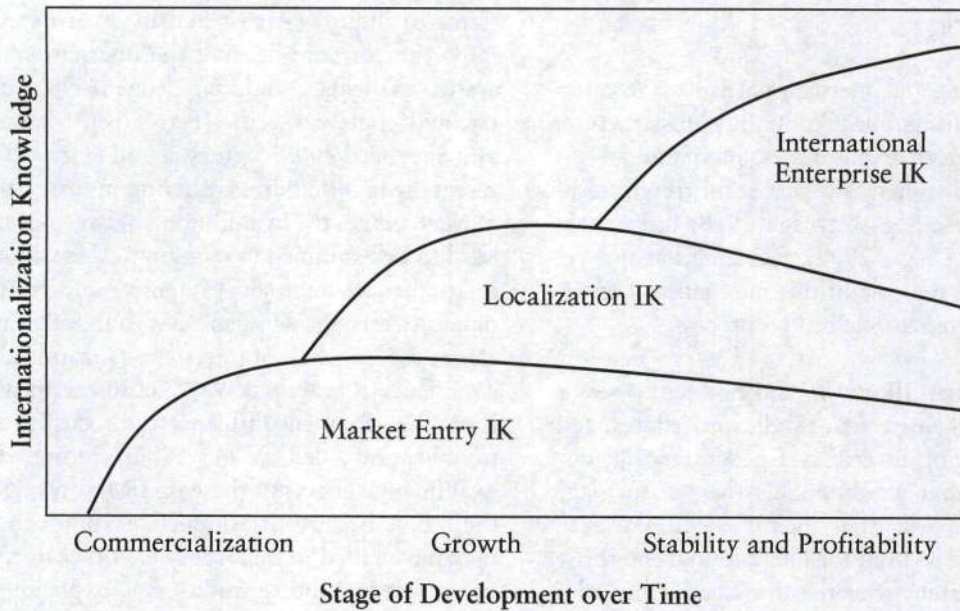 Internationalization Knowledge
International
Enterprise IK
Localization IK
Market Entry IK
Commercialization
Growth
Stability and Profitability
Stage of Development over Time